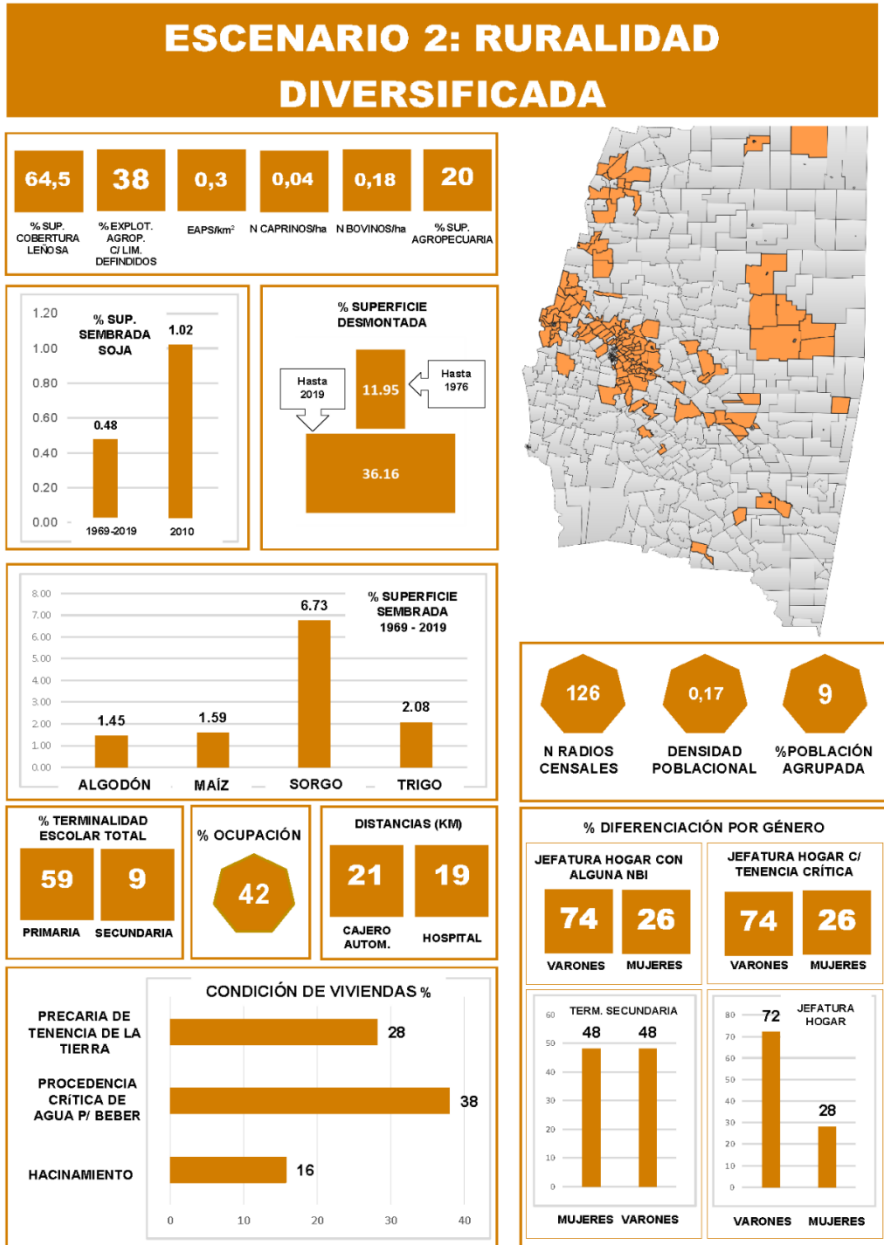 ESCENARIO 2: RURALIDAD
DIVERSIFICADA
64,5
38
0,3
0,04
0,18
20
% SUP.
COBERTURA
LEÑOSA
% EXPLOT.
AGROP.
C/ LIM.
DEFINDIDOS
EAPS/km²
N CAPRINOS/ha
N BOVINOS/ha
% SUP.
AGROPECUARIA
% SUP.
SEMBRADA
SOJA
1.20
1.00
0.80
0.60
0.40
0.20
0.00
0.48
1.02
1969-2019
2010
% SUPERFICIE
DESMONTADA
Hasta
2019
11.95
Hasta
1976
36.16
% SUPERFICIE
SEMBRADA
1969 - 2019
8.00
7.00
6.00
5.00
4.00
3.00
2.00
1.00
0.00
1.45
1.59
6.73
2.08
ALGODÓN
MAÍZ
SORGO
TRIGO
126
0,17
9
N RADIOS
CENSALES
DENSIDAD
POBLACIONAL
%POBLACIÓN
AGRUPADA
% TERMINALIDAD
ESCOLAR TOTAL
59
9
PRIMARIA
SECUNDARIA
% OCUPACIÓN
42
DISTANCIAS (KM)
21
19
CAJERO
AUTOM.
HOSPITAL
% DIFERENCIACIÓN POR GÉNERO
JEFATURA HOGAR CON
ALGUNA NBI
74
26
VARONES
MUJERES
JEFATURA HOGAR C/
TENENCIA CRÍTICA
74
26
VARONES
MUJERES
CONDICIÓN DE VIVIENDAS %
PRECARIA DE
TENENCIA DE LA
TIERRA
28
PROCEDENCIA
CRÍTICA DE
AGUA P/ BEBER
38
HACINAMIENTO
16
0
10
20
30
40
TERM. SECUNDARIA
60
50
40
30
20
10
0
48
48
MUJERES
VARONES
JEFATURA
HOGAR
80
70
60
50
40
30
20
10
0
72
28
VARONES
MUJERES